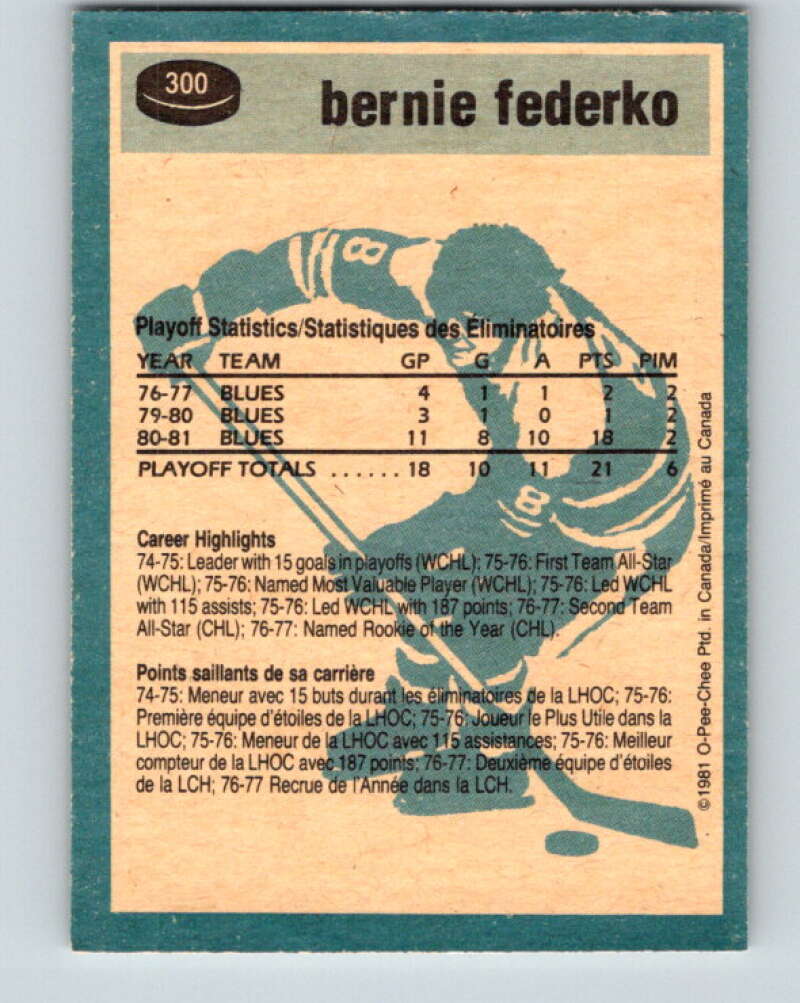 300
bernie federko
8
Playoff Statistics/Statistiques des Éliminatoires
YEAR TEAM GP G A PTS PIM
76-77 BLUES 4 1 1 2 2
79-80 BLUES 3 1 0 1 2
80-81 BLUES 11 8 10 18 2
PLAYOFF TOTALS ...... 18 10 11 21 6
8
Career Highlights
74-75: Leader with 15 goals in playoffs (WCHL); 75-76: First Team All-Star
(WCHL); 75-76: Named Most Valuable Player (WCHL); 75-76: Led WCHL
with 115 assists; 75-76: Led WCHL with 187 points; 76-77: Second Team
All-Star (CHL); 76-77: Named Rookie of the Year (CHL).
Points saillants de sa carrière
74-75: Meneur avec 15 buts durant les éliminatoires de la LHOC; 75-76:
Première équipe d'étoiles de la LHOC; 75-76: Joueur le Plus Utile dans la
LHOC; 75-76: Meneur de la LHOC avec 115 assistances; 75-76: Meilleur
compteur de la LHOC avec 187 points; 76-77: Deuxième équipe d'étoiles
de la LCH; 76-77 Recrue de l'Année dans la LCH.
©1981 O-Pee-Chee Ptd. in Canada/Imprimé au Canada